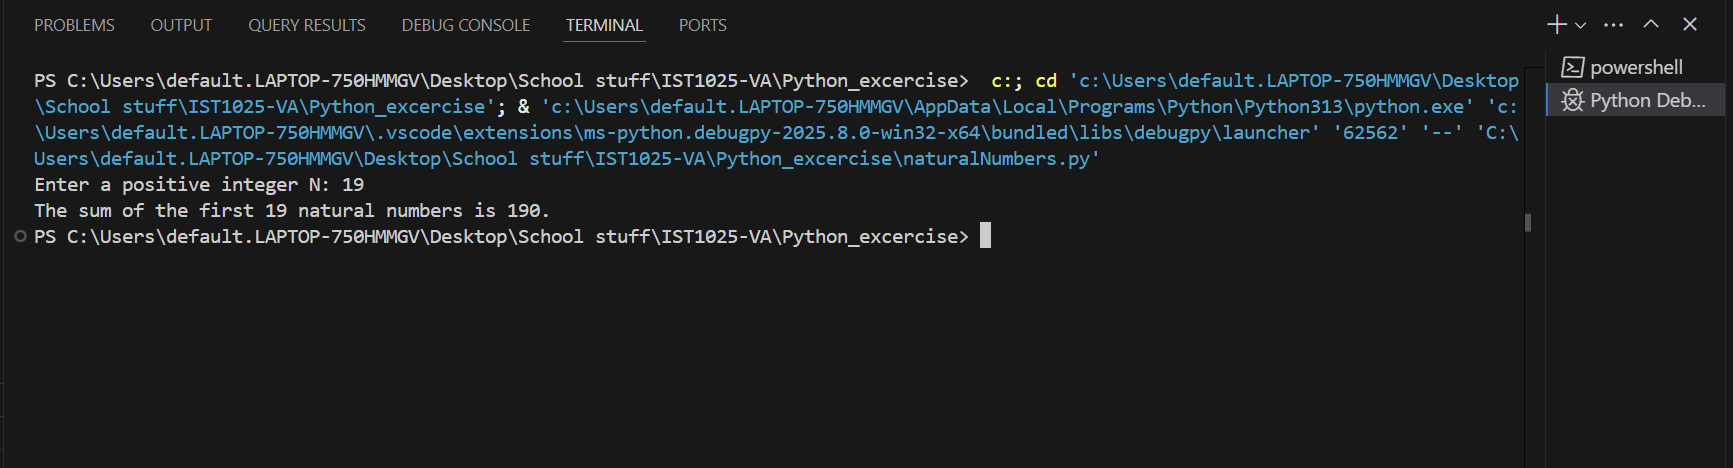 PROBLEMS OUTPUT QUERY RESULTS DEBUG CONSOLE TERMINAL PORTS
PS C:\Users\default.LAPTOP-750HMMGV\Desktop\School stuff\IST1025-VA\Python_excercise>  c:; cd 'c:\Users\default.LAPTOP-750HMMGV\Desktop
\School stuff\IST1025-VA\Python_excercise'; & 'c:\Users\default.LAPTOP-750HMMGV\AppData\Local\Programs\Python\Python313\python.exe' 'c:
\Users\default.LAPTOP-750HMMGV\.vscode\extensions\ms-python.debugpy-2025.8.0-win32-x64\bundled\libs\debugpy\launcher' '62562' '--' 'C:\
Users\default.LAPTOP-750HMMGV\Desktop\School stuff\IST1025-VA\Python_excercise\naturalNumbers.py'
Enter a positive integer N: 19
The sum of the first 19 natural numbers is 190.
PS C:\Users\default.LAPTOP-750HMMGV\Desktop\School stuff\IST1025-VA\Python_excercise>
powershell
Python Deb...